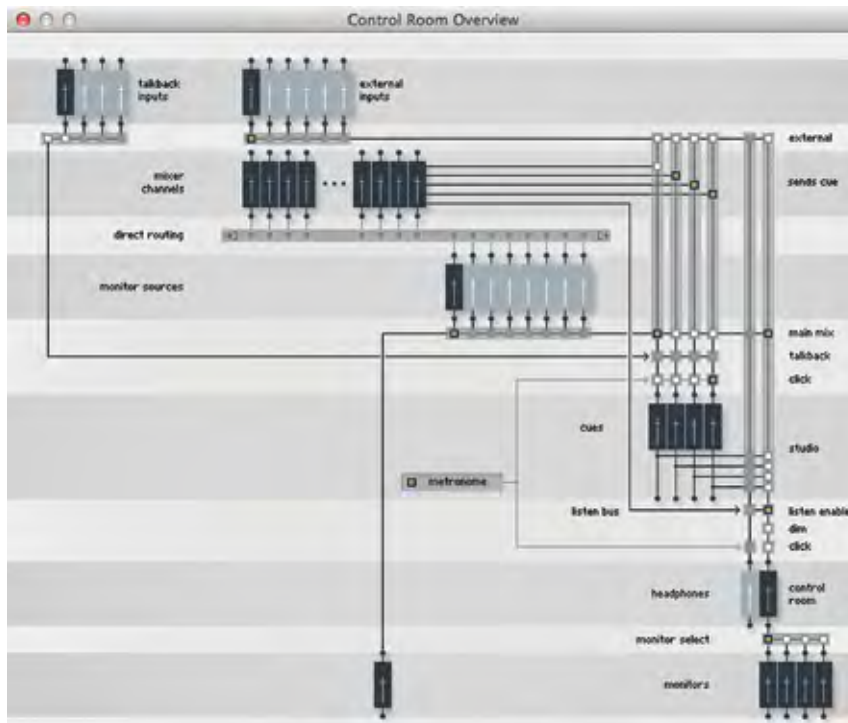 Control Room Overview
talkback
inputs
external
inputs
external
mixer
channels
sends cue
direct routing
monitor sources
main mix
talkback
click
cues
studio
metronome
listen bus
listen enable
dim
click
headphones
control
room
monitor select
monitors